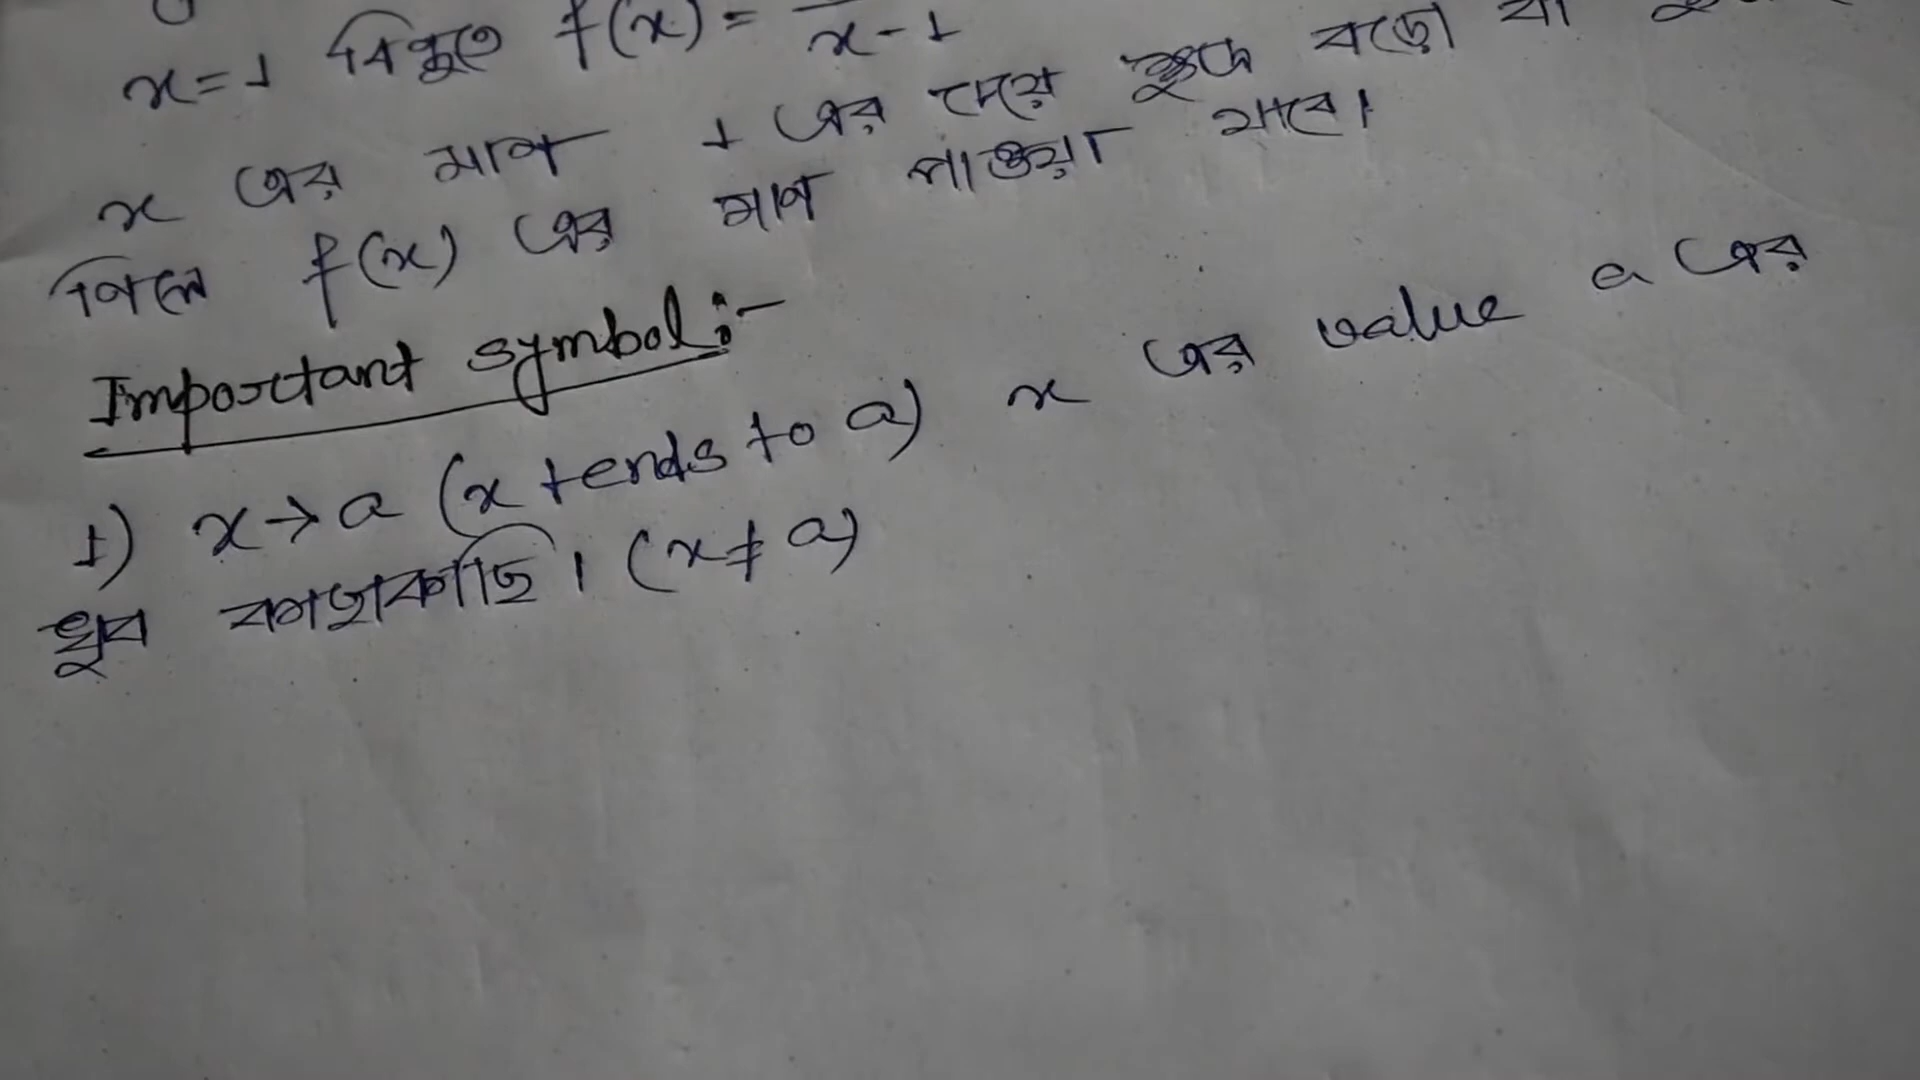 x=1 বিন্দুতে f(x) = x-1
x এর মান 1 এর চেয়ে বড়ো বা
নিলে f(x) এর মান পাওয়া যাবে।
Important symbol:-
1) x→a (x tends to a) x এর value a এর
খুব কাছাকাছি। (x≠a)